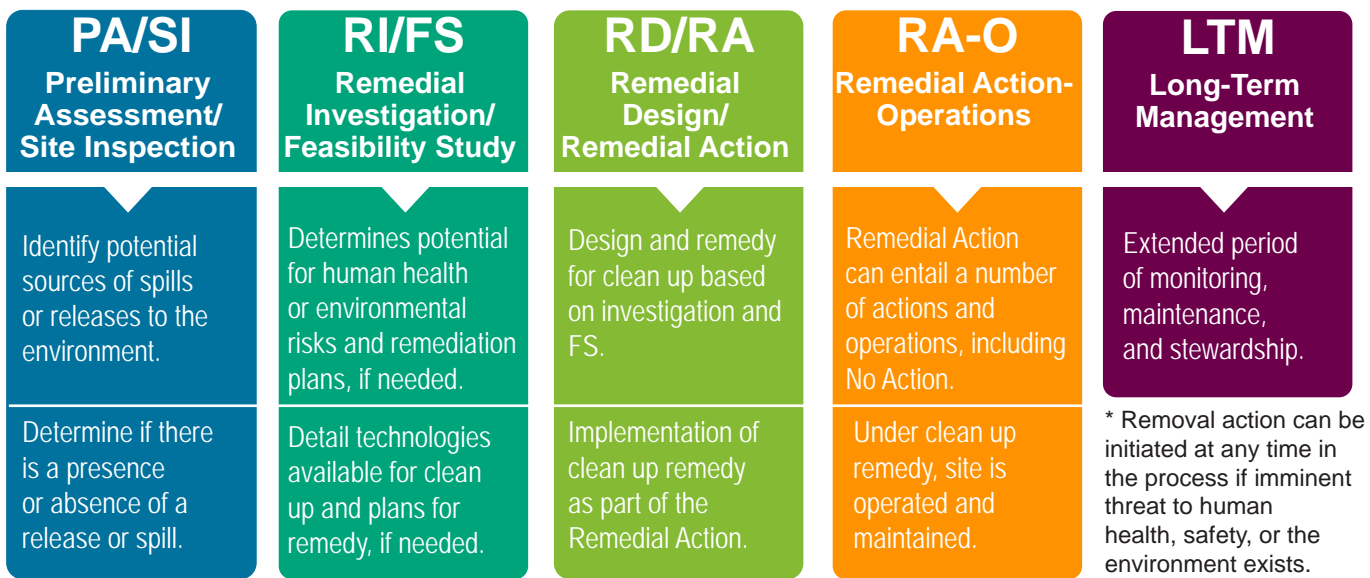 PA/SI
Preliminary
Assessment/
Site Inspection
Identify potential
sources of spills
or releases to the
environment.
Determine if there
is a presence
or absence of a
release or spill.
RI/FS
Remedial
Investigation/
Feasibility Study
Determines potential
for human health
or environmental
risks and remediation
plans, if needed.
Detail technologies
available for clean
up and plans for
remedy, if needed.
RD/RA
Remedial
Design/
Remedial Action
Design and remedy
for clean up based
on investigation and
FS.
Implementation of
clean up remedy
as part of the
Remedial Action.
RA-O
Remedial Action-
Operations
Remedial Action
can entail a number
of actions and
operations, including
No Action.
Under clean up
remedy, site is
operated and
maintained.
LTM
Long-Term
Management
Extended period
of monitoring,
maintenance,
and stewardship.
* Removal action can be
initiated at any time in
the process if imminent
threat to human
health, safety, or the
environment exists.